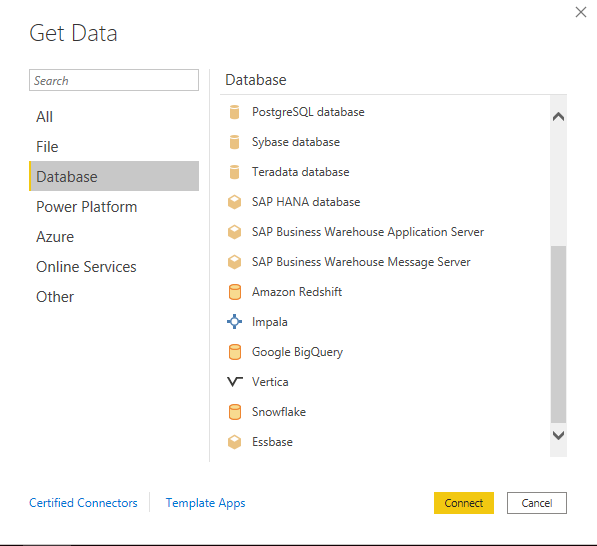 Get Data
Search
All
File
Database
Power Platform
Azure
Online Services
Other
Database
PostgreSQL database
Sybase database
Teradata database
SAP HANA database
SAP Business Warehouse Application Server
SAP Business Warehouse Message Server
Amazon Redshift
Impala
Google BigQuery
Vertica
Snowflake
Essbase
Certified Connectors
Template Apps
Connect
Cancel